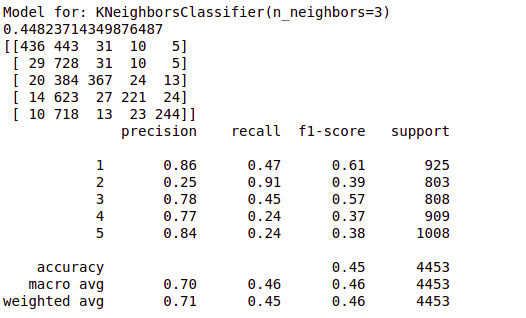 Model for: KNeighborsClassifier(n_neighbors=3)
0.44823714349876487
[[436 443  31  10   5]
 [ 29 728  31  10   5]
 [ 20 384 367  24  13]
 [ 14 623  27 221  24]
 [ 10 718  13  23 244]]
              precision    recall  f1-score   support
           1       0.86      0.47      0.61       925
           2       0.25      0.91      0.39       803
           3       0.78      0.45      0.57       808
           4       0.77      0.24      0.37       909
           5       0.84      0.24      0.38      1008
    accuracy                           0.45      4453
   macro avg       0.70      0.46      0.46      4453
weighted avg       0.71      0.45      0.46      4453